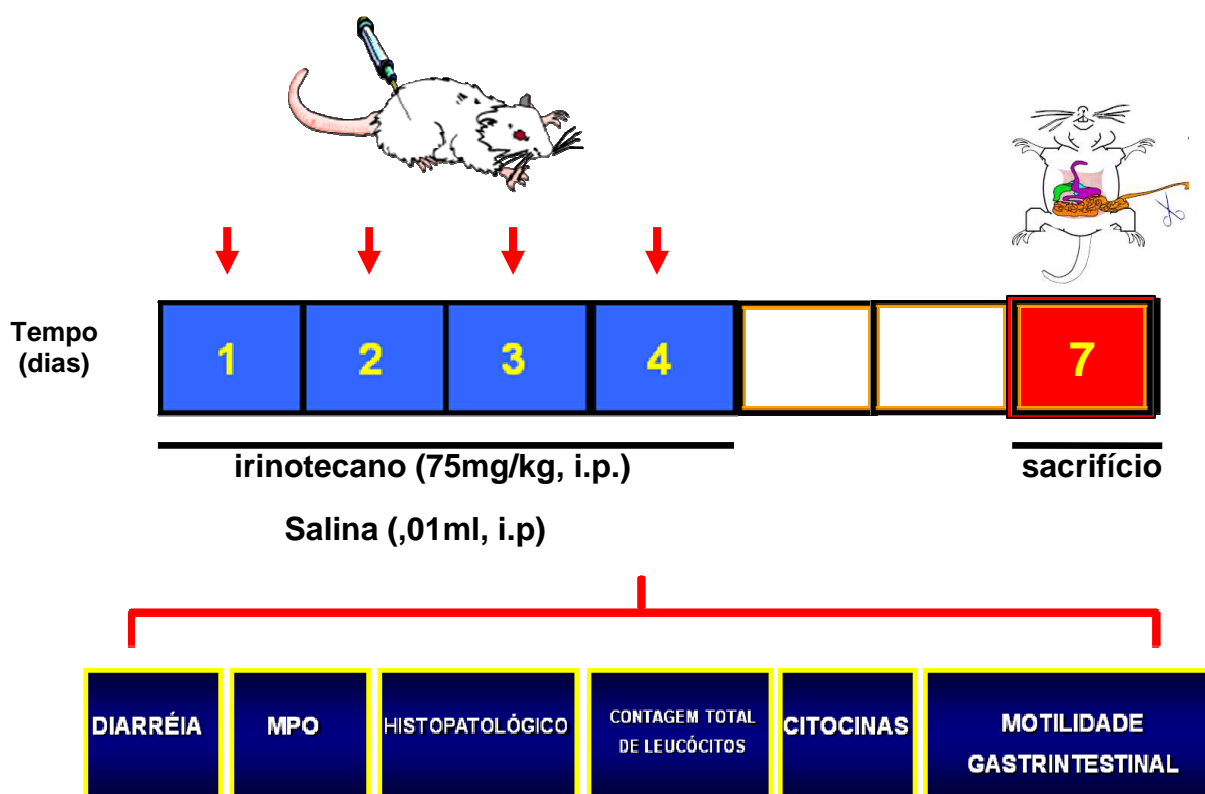 Tempo
(dias)
1 2 3 4 7
irinotecano (75mg/kg, i.p.)
sacrifício
Salina (,01ml, i.p)
DIARRÉIA
MPO
HISTOPATOLÓGICO
CONTAGEM TOTAL
DE LEUCÓCITOS
CITOCINAS
MOTILIDADE
GASTRINTESTINAL